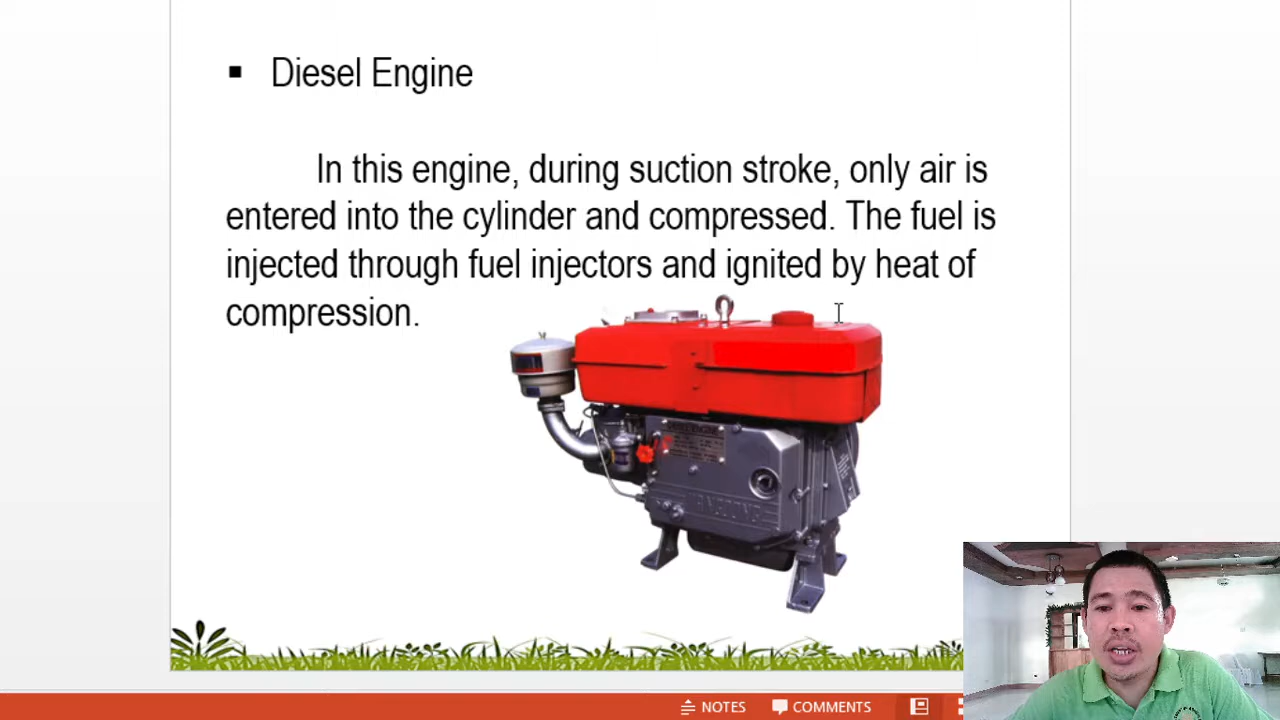 ▪ Diesel Engine
In this engine, during suction stroke, only air is
entered into the cylinder and compressed. The fuel is
injected through fuel injectors and ignited by heat of
compression.
NOTES COMMENTS